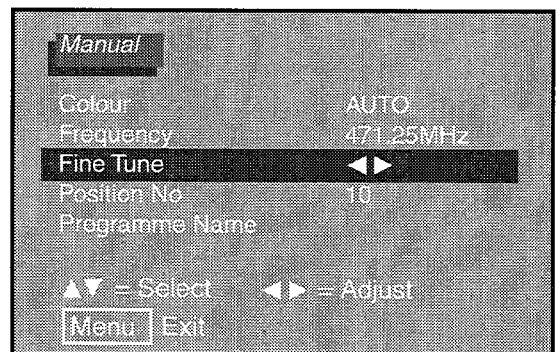 Manual
Colour AUTO
Frequency 471.25MHz
Fine Tune ◀▶
Position No 10
Programme Name
▲▼ = Select ◀▶ = Adjust
Menu Exit